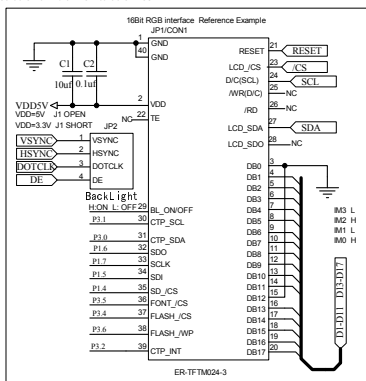 16Bit RGB interface  Reference Example
JP1/CON1
1 GND
40 GND
C1 C2
10uf 0.1uf
VDD5V 2 VDD
VDD=5V J1 OPEN
VDD=3.3V J1 SHORT
NC 22 TE
JP2
VSYNC 1 VSYNC
HSYNC 2 HSYNC
DOTCLK 3 DOTCLK
DE 4 DE
BackLight
H:ON L: OFF 29 BL_ON/OFF
P3.1 30 CTP_SCL
P3.0 31 CTP_SDA
P1.6 32 SDO
P1.7 33 SCLK
P1.5 34 SDI
P1.4 35 SD_/CS
P3.5 36 FONT_/CS
P3.4 37 FLASH_/CS
P3.6 38 FLASH_/WP
P3.2 39 CTP_INT
RESET 21 RESET
LCD_/CS 23 /CS
D/C(SCL) 24 SCL
/WR(D/C) 25 NC
/RD 26 NC
LCD_SDA 27 SDA
LCD_SDO 28 NC
DB0 3
DB1 4
DB2 5
DB3 6
DB4 7
DB5 8
DB6 9
DB7 10
DB8 11
DB9 12
DB10 13
DB11 14
DB12 15
DB13 16
DB14 17
DB15 18
DB16 19
DB17 20
IM3 L
IM2 H
IM1 L
IM0 H
D1-D11 D13-D17
ER-TFTM024-3